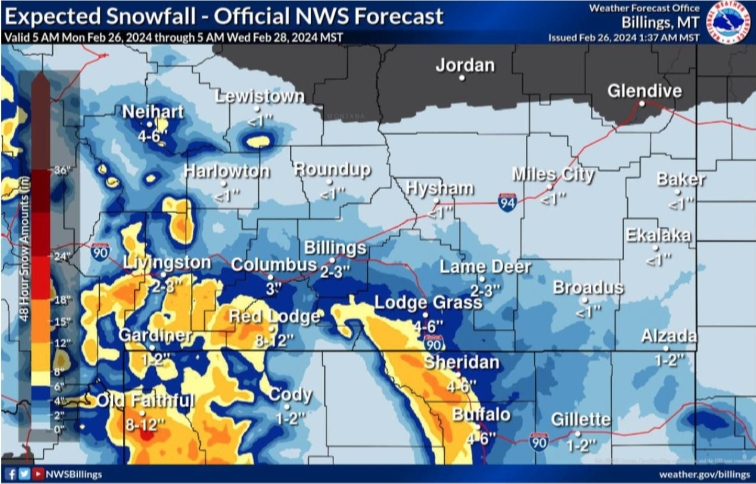 Expected Snowfall - Official NWS Forecast
Valid 5 AM Mon Feb 26, 2024 through 5 AM Wed Feb 28, 2024 MST
Weather Forecast Office
Billings, MT
Issued Feb 26, 2024 1:37 AM MST
Jordan
Glendive
Lewistown
<1"
Neihart
4-6"
MONTANA
Harlowton
<1"
Roundup
<1"
Hysham
<1"
Miles City
<1"
Baker
<1"
94
Ekalaka
<1"
90
Livingston
2-3"
Columbus
3"
Billings
2-3"
Lame Deer
2-3"
Broadus
<1"
Lodge Grass
4-6"
Red Lodge
8-12"
Gardiner
1-2"
90
Alzada
1-2"
Sheridan
4-6"
Old Faithful
8-12"
Cody
1-2"
Buffalo
4-6"
90
Gillette
1-2"
48 Hour Snow Amounts (in)
36"
24"
18"
15"
12"
8"
6"
4"
2"
0"
NWSBillings
weather.gov/billings